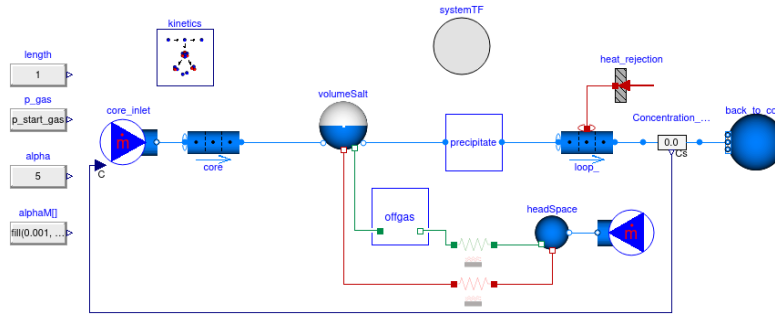 systemTF
kinetics
length
1
p_gas
p_start_gas
core_inlet
ṁ
C
core
volumeSalt
precipitate
heat_rejection
loop_
Concentration_...
0.0
Cs
back_to_co
alpha
5
alphaM[]
fill(0.001, ...
offgas
headSpace
ṁ